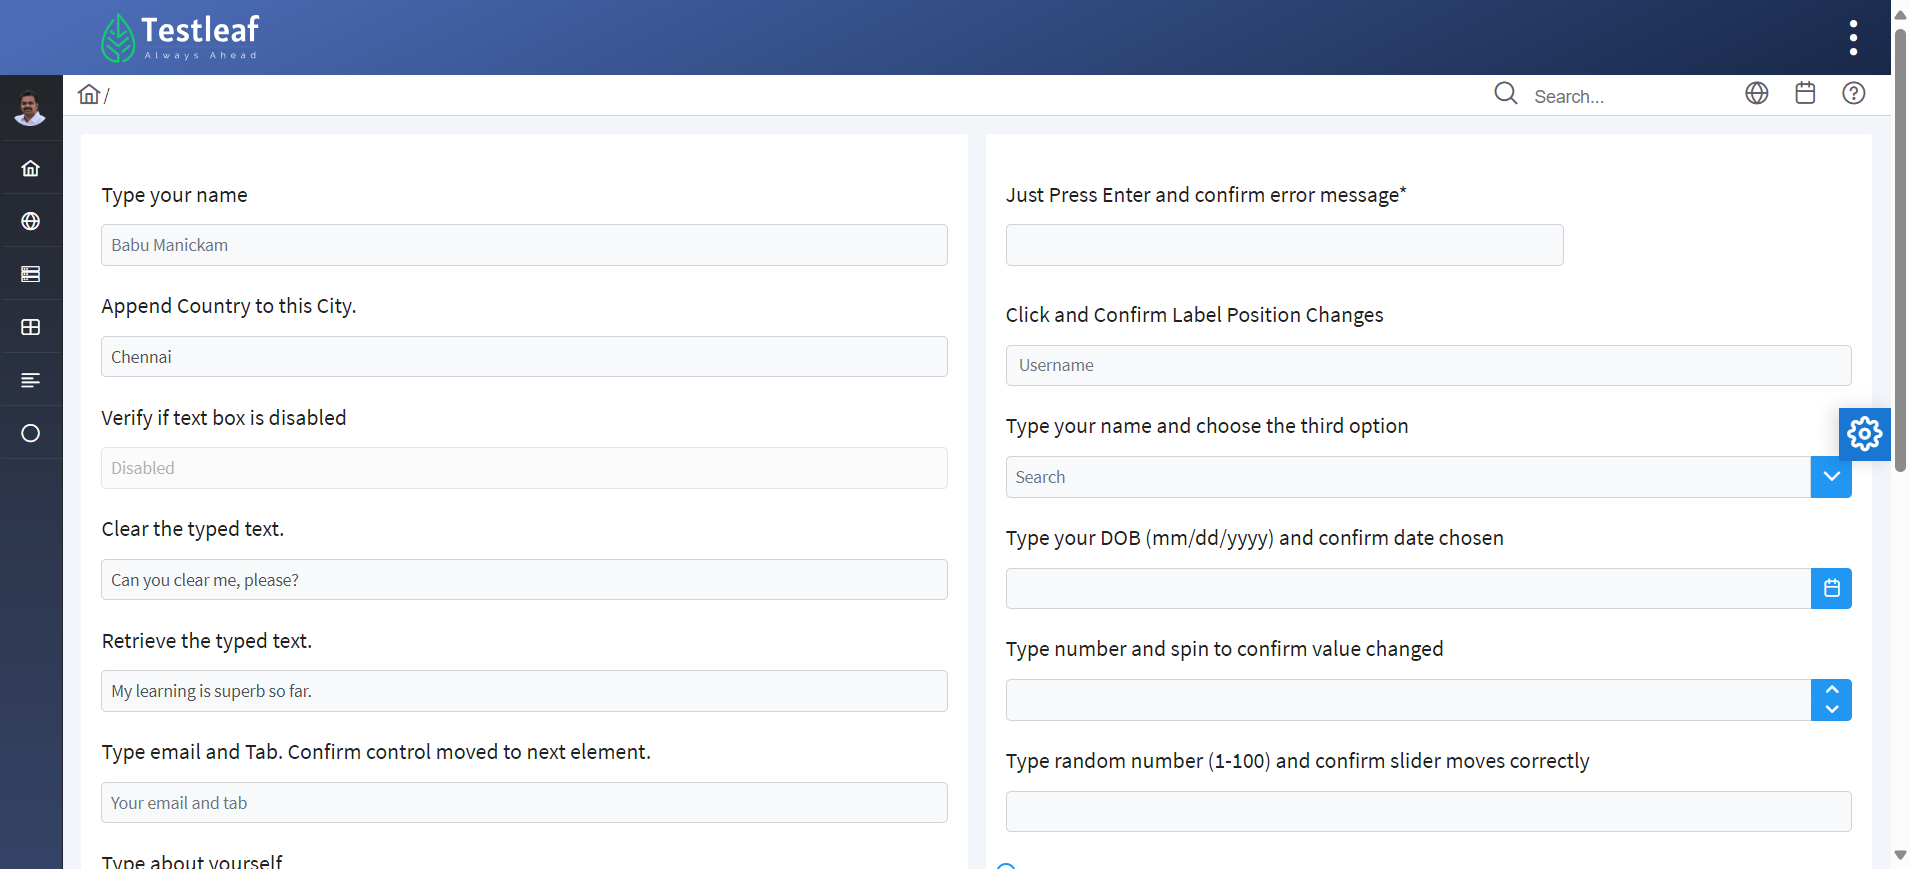 Testleaf
Always Ahead
/
Search...
Type your name
Babu Manickam
Append Country to this City.
Chennai
Verify if text box is disabled
Disabled
Clear the typed text.
Can you clear me, please?
Retrieve the typed text.
My learning is superb so far.
Type email and Tab. Confirm control moved to next element.
Your email and tab
Type about yourself
Just Press Enter and confirm error message*
Click and Confirm Label Position Changes
Username
Type your name and choose the third option
Search
Type your DOB (mm/dd/yyyy) and confirm date chosen
Type number and spin to confirm value changed
Type random number (1-100) and confirm slider moves correctly